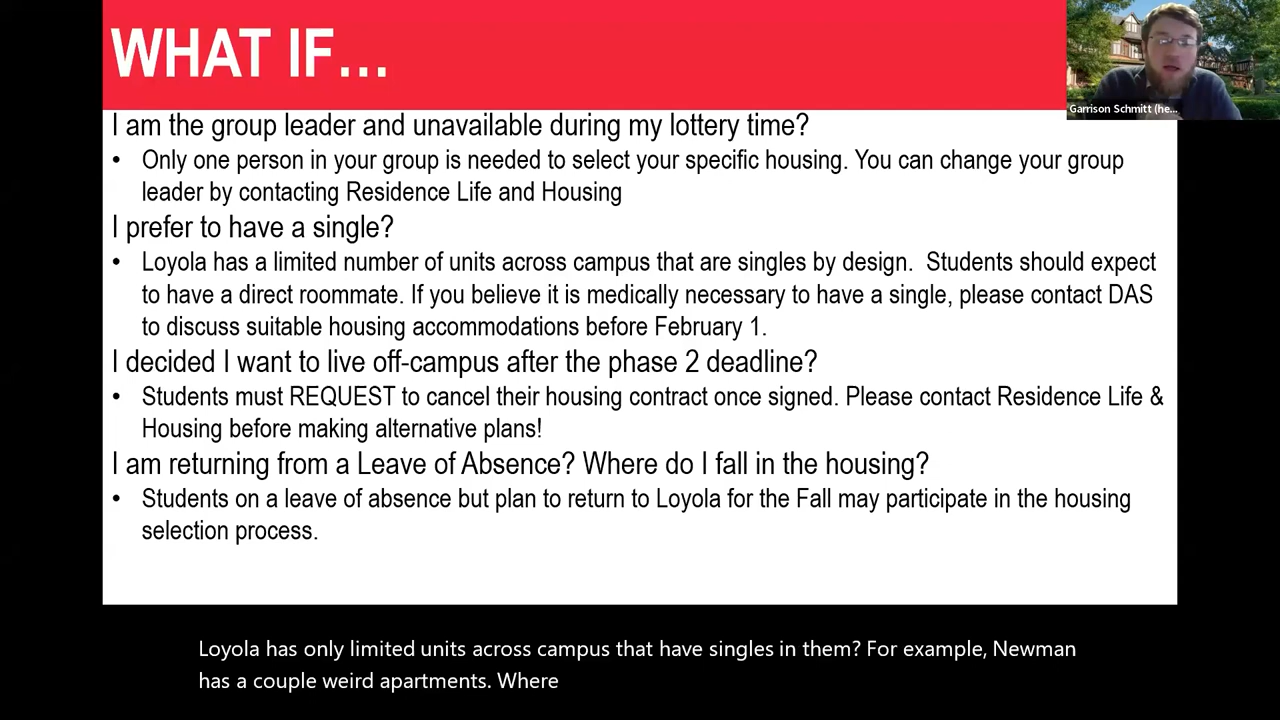 WHAT IF...
Garrison Schmitt (he...
I am the group leader and unavailable during my lottery time?
• Only one person in your group is needed to select your specific housing. You can change your group
leader by contacting Residence Life and Housing
I prefer to have a single?
• Loyola has a limited number of units across campus that are singles by design.  Students should expect
to have a direct roommate. If you believe it is medically necessary to have a single, please contact DAS
to discuss suitable housing accommodations before February 1.
I decided I want to live off-campus after the phase 2 deadline?
• Students must REQUEST to cancel their housing contract once signed. Please contact Residence Life &
Housing before making alternative plans!
I am returning from a Leave of Absence? Where do I fall in the housing?
• Students on a leave of absence but plan to return to Loyola for the Fall may participate in the housing
selection process.
Loyola has only limited units across campus that have singles in them? For example, Newman
has a couple weird apartments. Where